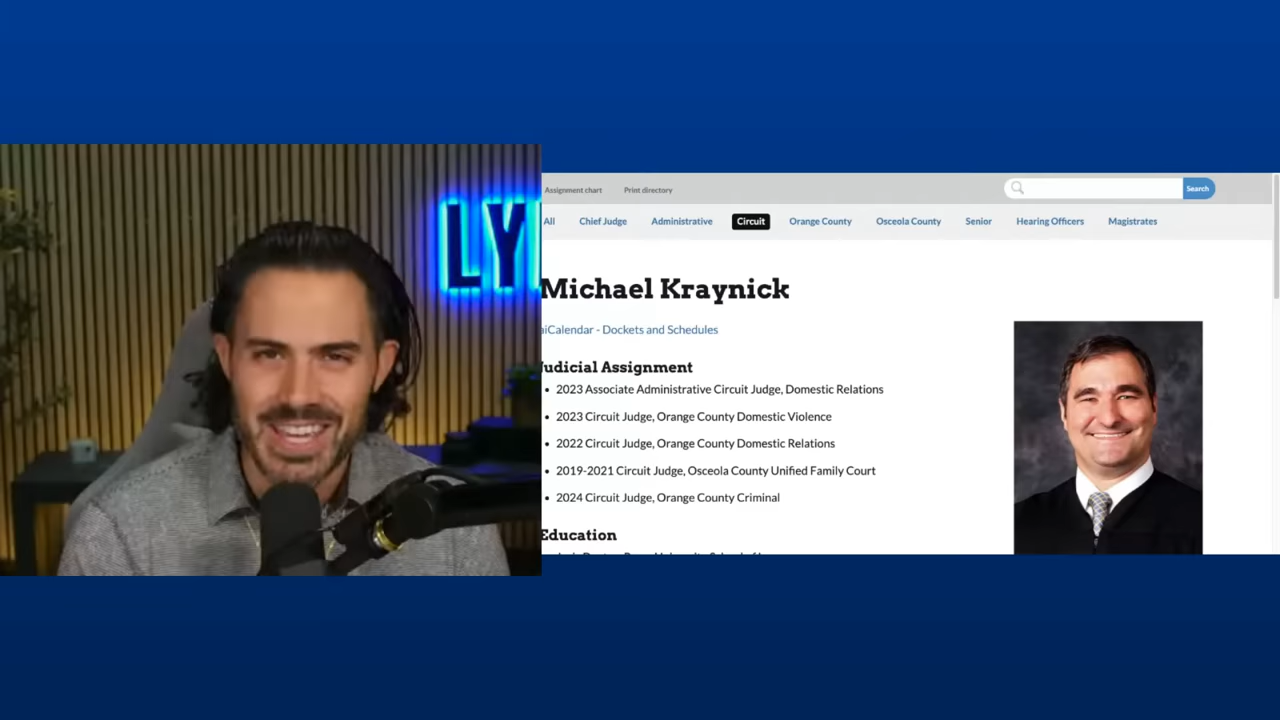 LY
Assignment chart Print directory Search
All Chief Judge Administrative Circuit Orange County Osceola County Senior Hearing Officers Magistrates
Michael Kraynick
aiCalendar - Dockets and Schedules
Judicial Assignment
• 2023 Associate Administrative Circuit Judge, Domestic Relations
• 2023 Circuit Judge, Orange County Domestic Violence
• 2022 Circuit Judge, Orange County Domestic Relations
• 2019-2021 Circuit Judge, Osceola County Unified Family Court
• 2024 Circuit Judge, Orange County Criminal
Education